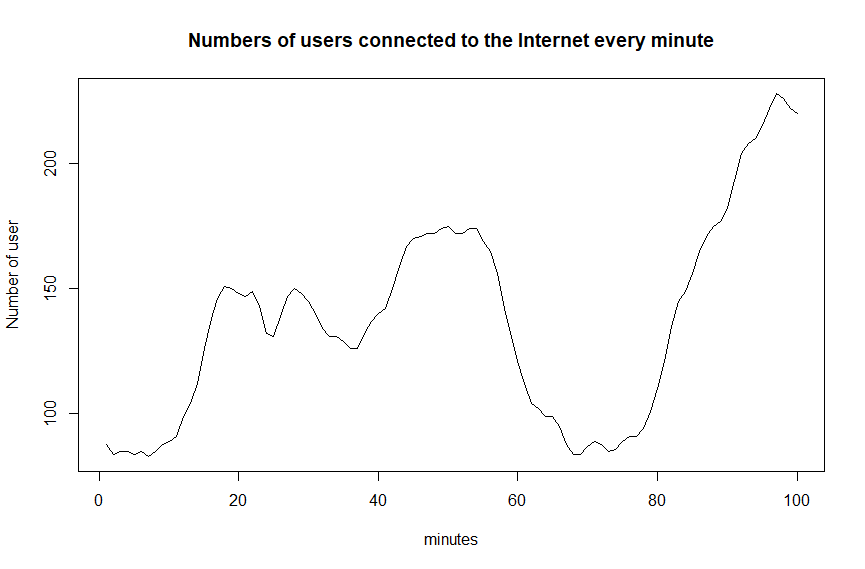 Numbers of users connected to the Internet every minute
Number of user
200
150
100
0 20 40 60 80 100
minutes